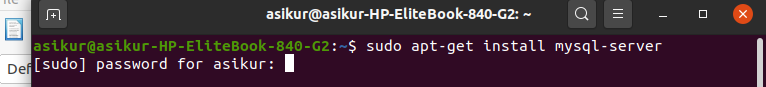 asikur@asikur-HP-EliteBook-840-G2: ~
Def
asikur@asikur-HP-EliteBook-840-G2:~$ sudo apt-get install mysql-server
[sudo] password for asikur: